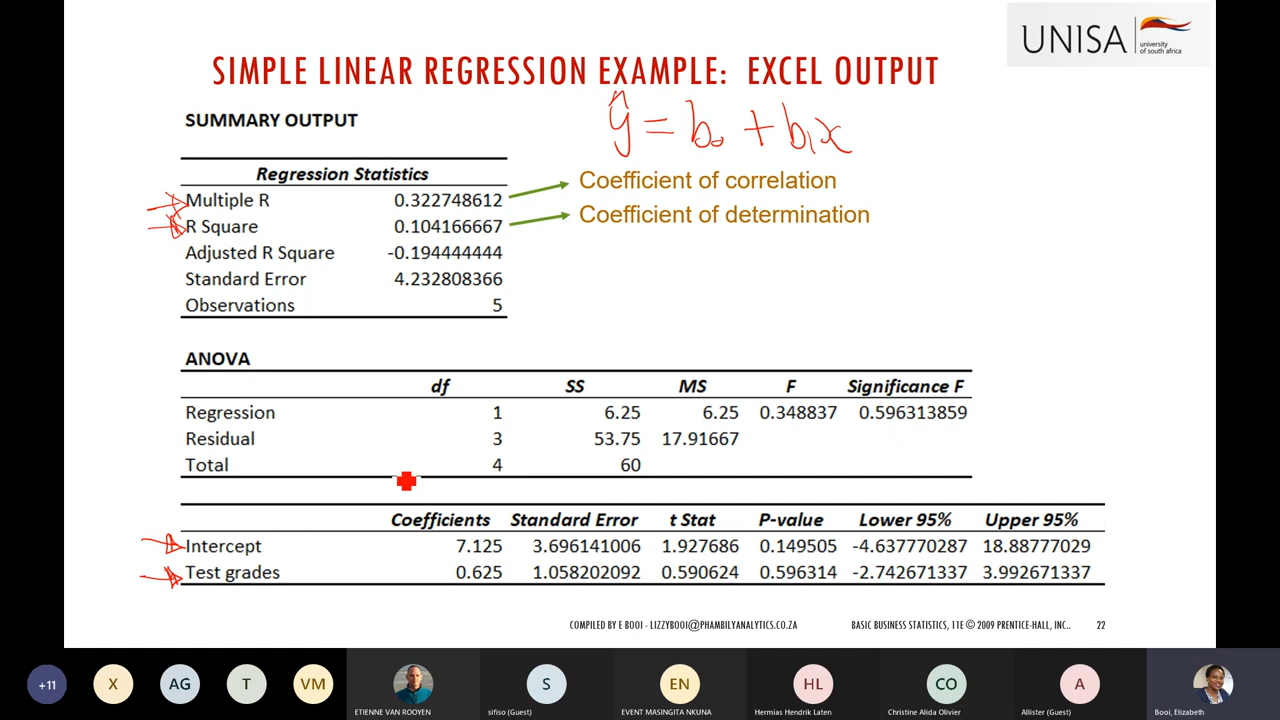 UNISA
university
of south africa
SIMPLE LINEAR REGRESSION EXAMPLE: EXCEL OUTPUT
ŷ = b₀ + b₁x
SUMMARY OUTPUT
Regression Statistics
Multiple R 0.322748612 Coefficient of correlation
R Square 0.104166667 Coefficient of determination
Adjusted R Square -0.194444444
Standard Error 4.232808366
Observations 5
ANOVA
df SS MS F Significance F
Regression 1 6.25 6.25 0.348837 0.596313859
Residual 3 53.75 17.91667
Total 4 60
Coefficients Standard Error t Stat P-value Lower 95% Upper 95%
Intercept 7.125 3.696141006 1.927686 0.149505 -4.637770287 18.88777029
Test grades 0.625 1.058202092 0.590624 0.596314 -2.742671337 3.992671337
COMPILED BY E BOOI - LIZZYBOOI@PHAMBILYANALYTICS.CO.ZA BASIC BUSINESS STATISTICS, 11E © 2009 PRENTICE-HALL, INC.. 22
+11 X AG T VM S EN HL CO A
ETIENNE VAN ROOYEN sifiso (Guest) EVENT MASINGITA NKUNA Hermias Hendrik Laten Christine Alida Olivier Allister (Guest) Booi, Elizabeth